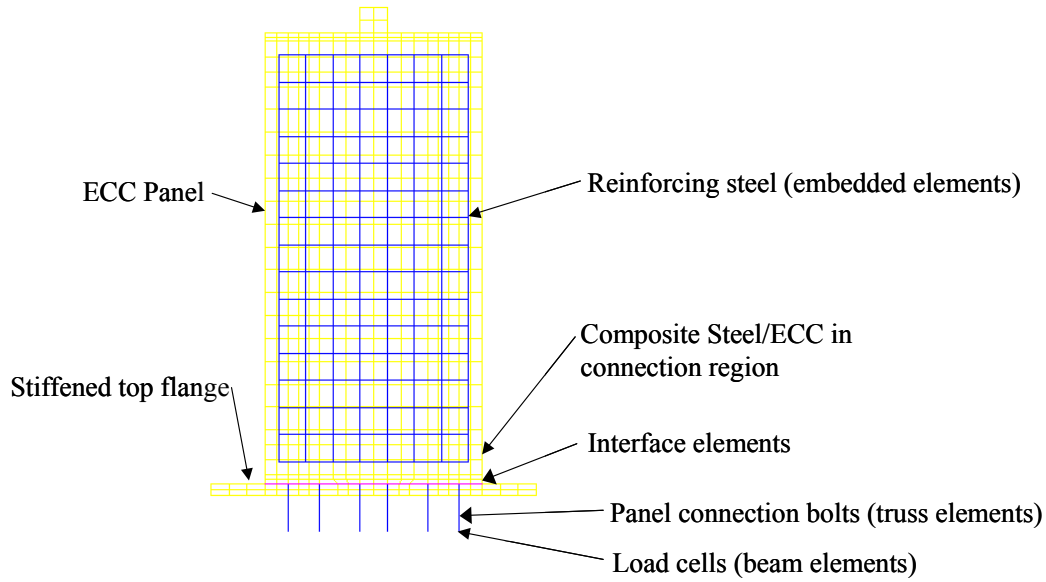 ECC Panel
Reinforcing steel (embedded elements)
Composite Steel/ECC in
connection region
Stiffened top flange
Interface elements
Panel connection bolts (truss elements)
Load cells (beam elements)